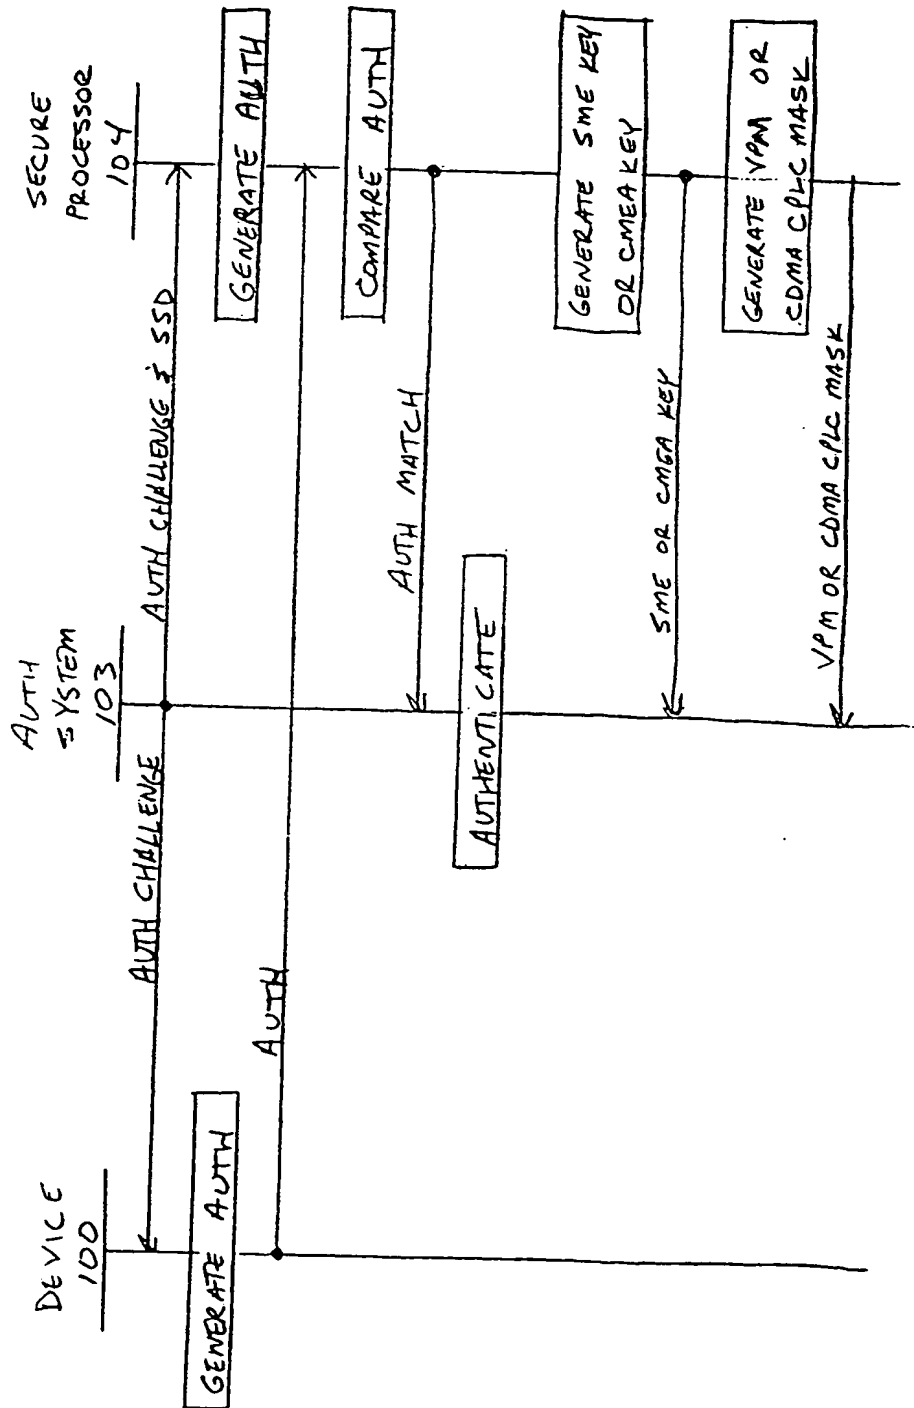 DEVICE
100
AUTH
SYSTEM
103
SECURE
PROCESSOR
104
AUTH CHALLENGE
AUTH CHALLENGE & SSD
GENERATE AUTH
GENERATE AUTH
AUTH
COMPARE AUTH
AUTH MATCH
AUTHENTICATE
GENERATE SME KEY
OR CMEA KEY
SME OR CMEA KEY
GENERATE VPM OR
CDMA CPLC MASK
VPM OR CDMA CPLC MASK